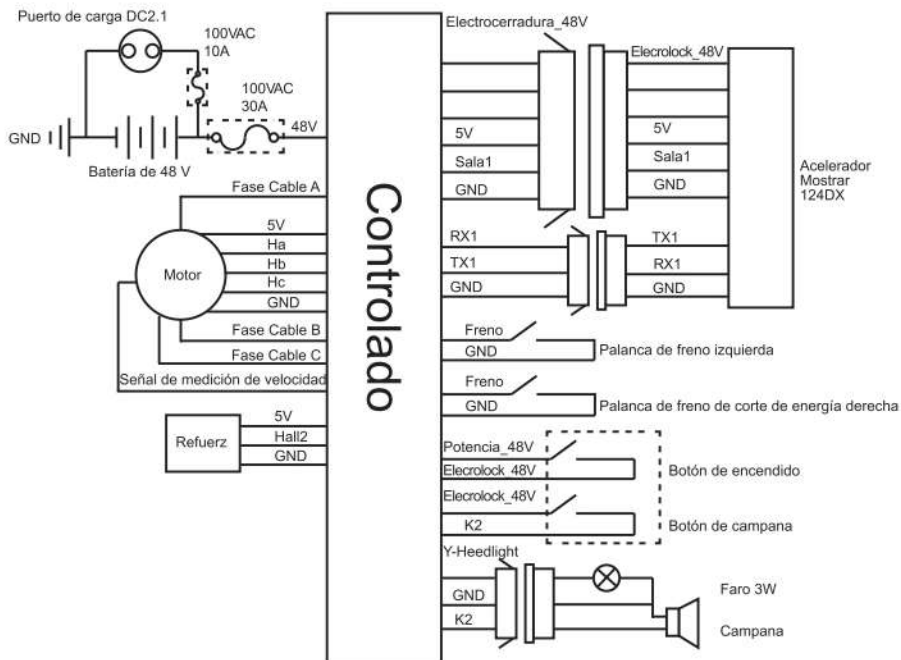 Puerto de carga DC2.1
100VAC
10A
100VAC
30A
48V
GND
Batería de 48 V
Fase Cable A
5V
Ha
Hb
Hc
GND
Motor
Fase Cable B
Fase Cable C
Señal de medición de velocidad
Refuerz
5V
Hall2
GND
Controlado
Electrocerradura_48V
5V
Sala1
GND
Elecrolock_48V
5V
Sala1
GND
Acelerador
Mostrar
124DX
RX1
TX1
GND
TX1
RX1
GND
Freno
GND
Palanca de freno izquierda
Freno
GND
Palanca de freno de corte de energía derecha
Potencia_48V
Elecrolock_48V
Botón de encendido
Elecrolock_48V
K2
Botón de campana
Y-Heedlight
GND
K2
Faro 3W
Campana